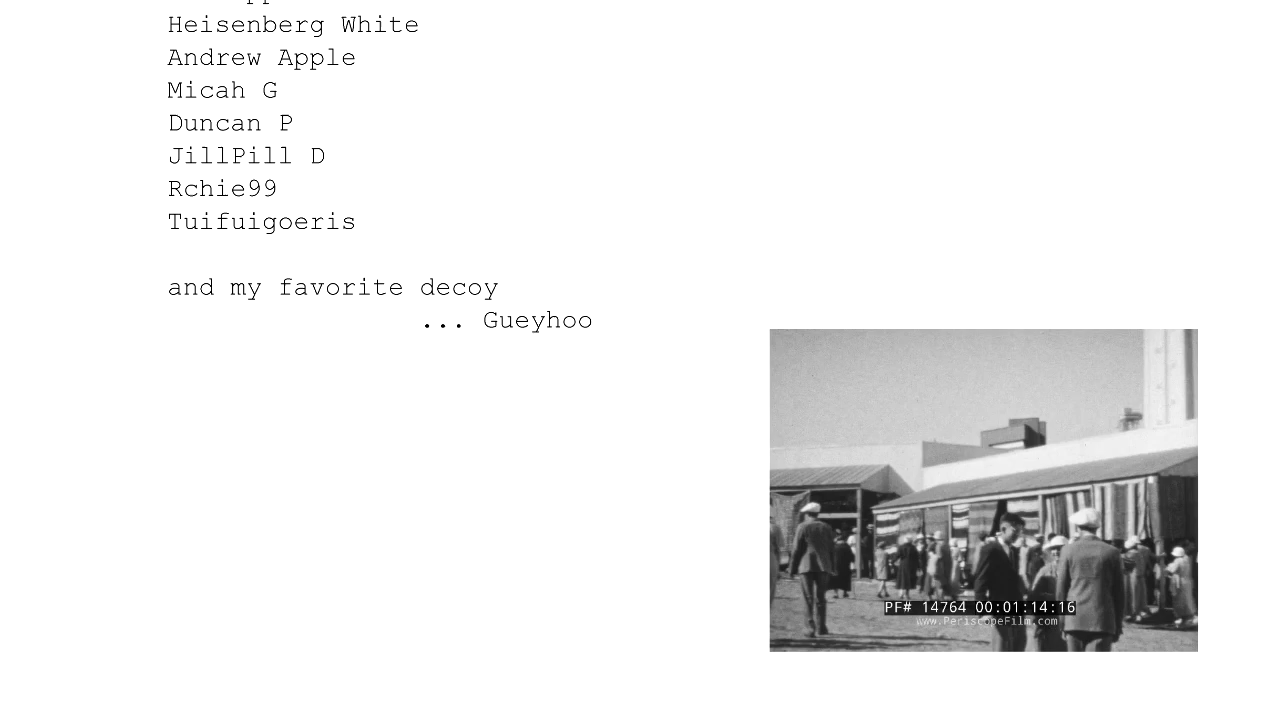 Heisenberg White
Andrew Apple
Micah G
Duncan P
JillPill D
Rchie99
Tuifuigoeris
and my favorite decoy
... Gueyhoo
PF# 14764 00:01:14:16
www.PeriscopeFilm.com